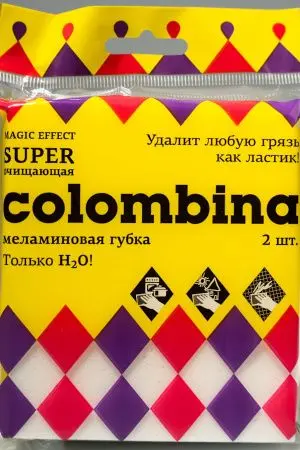 MAGIC EFFECT
SUPER
очищающая
Удалит любую грязь
как ластик!
colombina
меламиновая губка
2 шт.
Только H₂O!